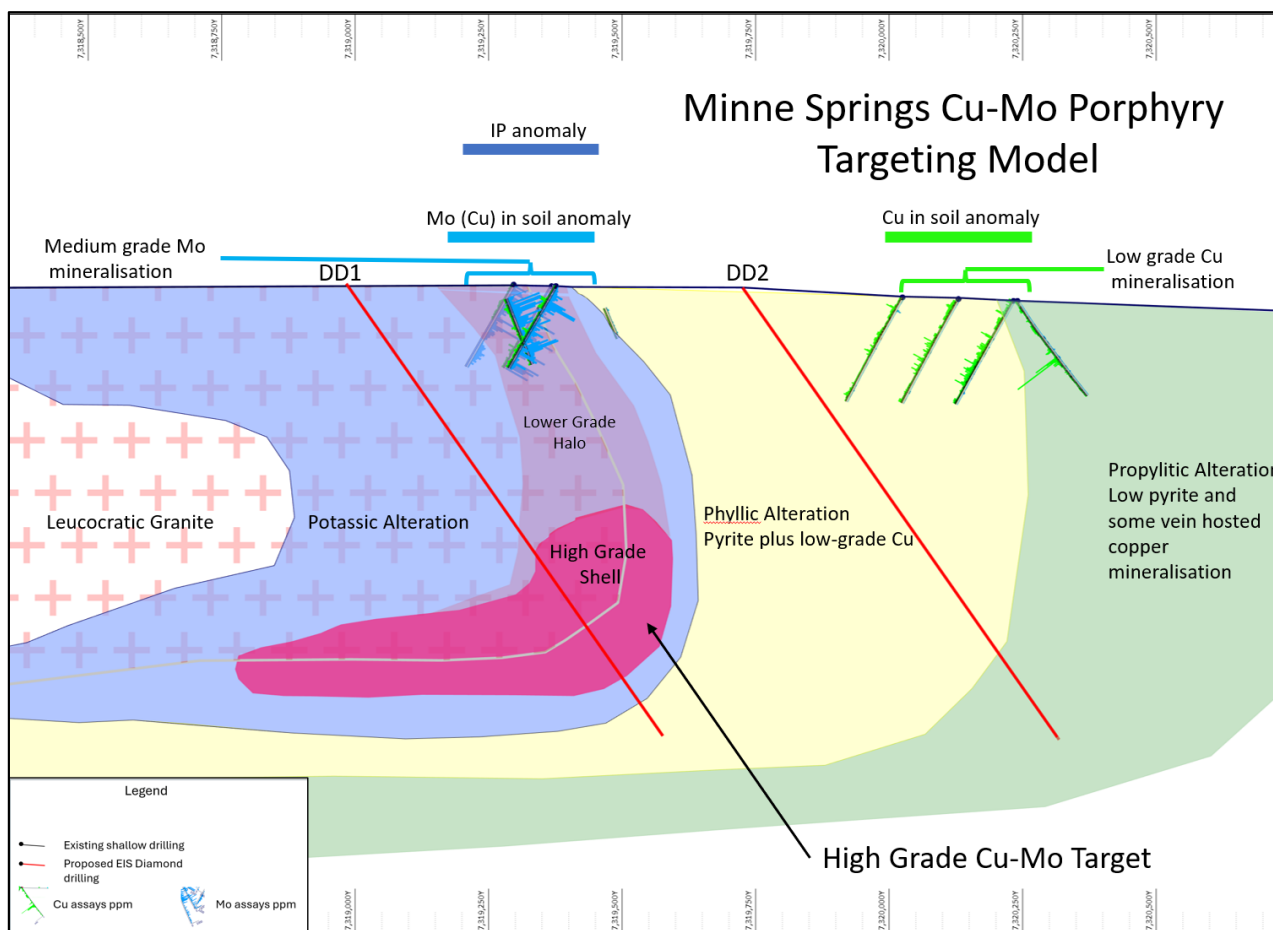 7,318,500Y
7,318,750Y
7,319,000Y
7,319,250Y
7,319,500Y
7,319,750Y
7,320,000Y
7,320,250Y
7,320,500Y
Minne Springs Cu-Mo Porphyry
Targeting Model
IP anomaly
Mo (Cu) in soil anomaly
Cu in soil anomaly
Medium grade Mo
mineralisation
DD1
DD2
Low grade Cu
mineralisation
Lower Grade
Halo
Leucocratic Granite
Potassic Alteration
High Grade
Shell
Phyllic Alteration
Pyrite plus low-grade Cu
Propylitic Alteration
Low pyrite and
some vein hosted
copper
mineralisation
High Grade Cu-Mo Target
Legend
Existing shallow drilling
Proposed EIS Diamond
drilling
Cu assays ppm
Mo assays ppm
7,319,000Y
7,319,250Y
7,319,500Y
7,319,750Y
7,320,000Y
7,320,250Y
7,320,500Y